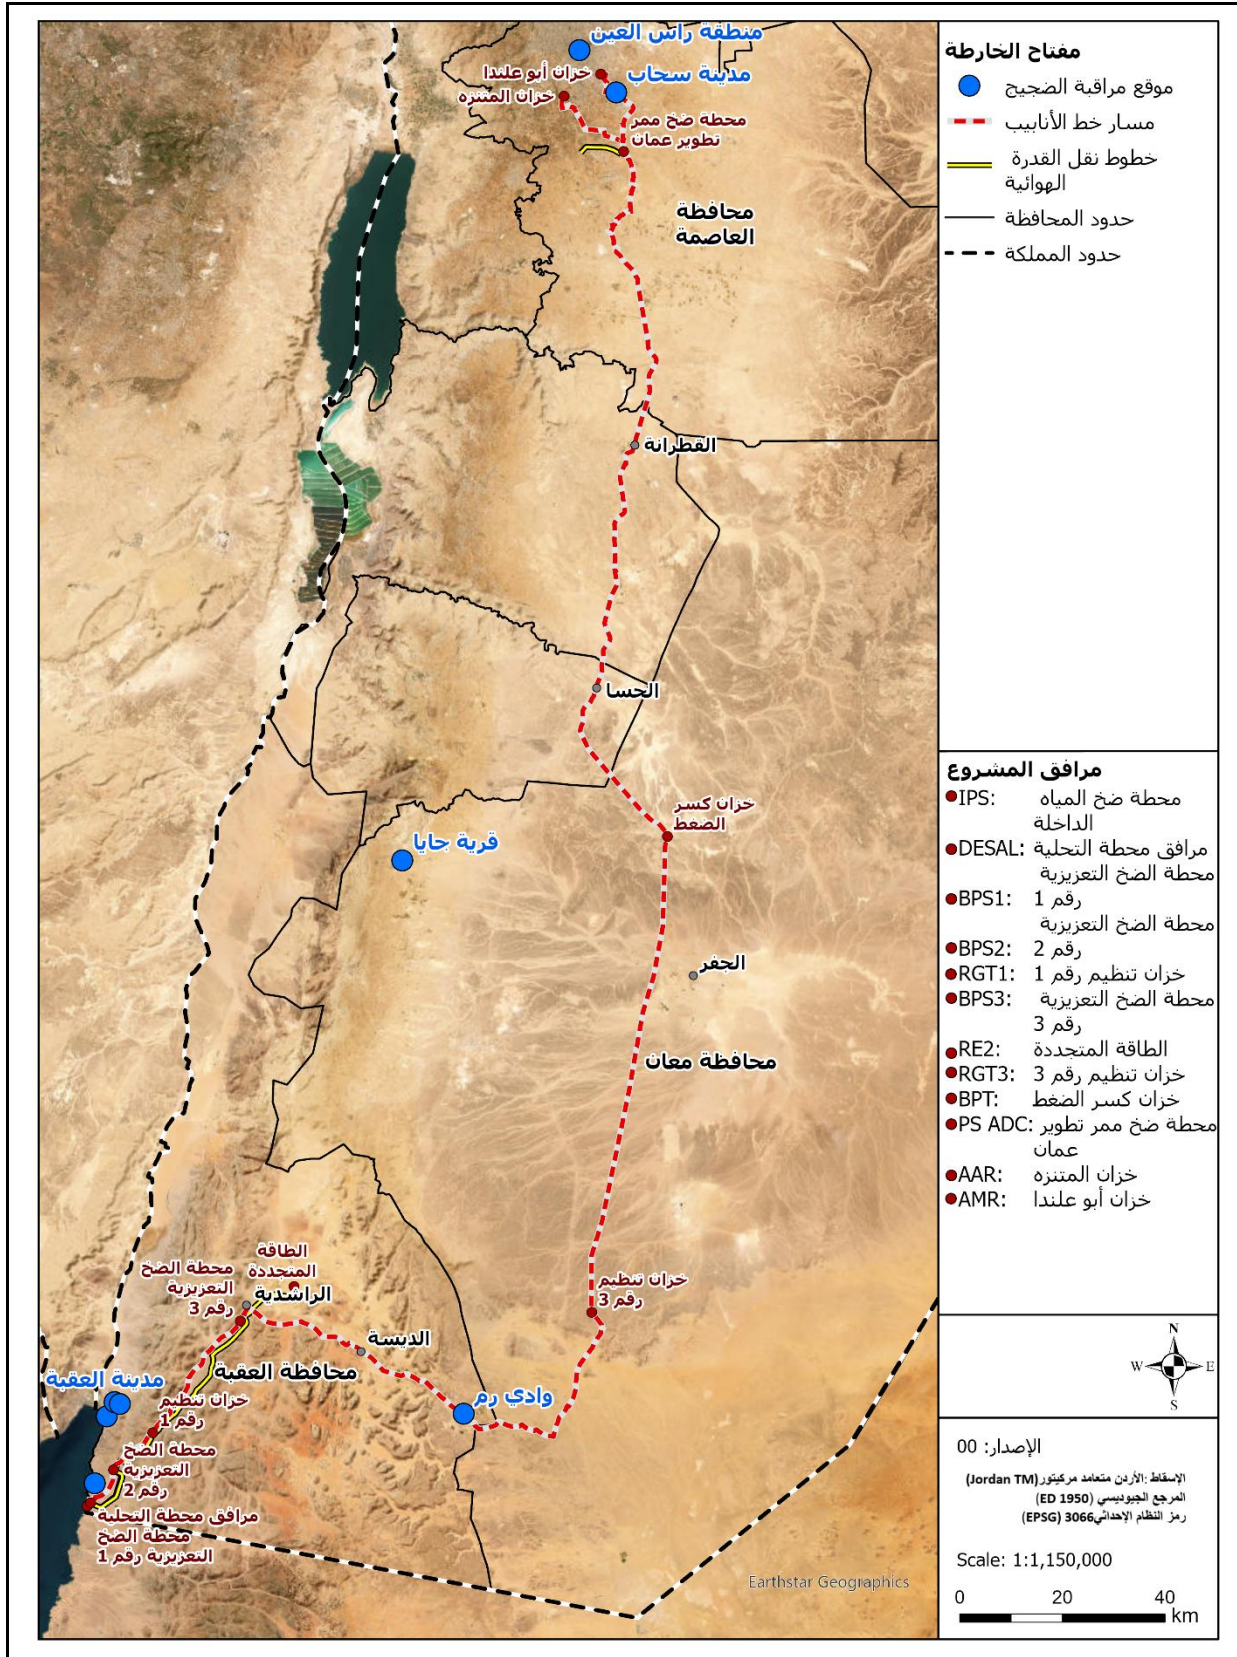 منطقة راس العين
خزان أبو علندا
مدينة سحاب
خزان المتنزه
محطة ضخ ممر
تطوير عمان
محافظة
العاصمة
القطرانة
الحسا
خزان كسر
الضغط
قرية جايا
الجفر
محافظة معان
الطاقة
المتجددة
محطة الضخ
التعزيزية
رقم 3
الراشدية
خزان تنظيم
رقم 3
الديسة
محافظة العقبة
مدينة العقبة
خزان تنظيم
رقم 1
وادي رم
محطة الضخ
التعزيزية
رقم 2
مرافق محطة التحلية
محطة الضخ
التعزيزية رقم 1
Earthstar Geographics
مفتاح الخارطة
موقع مراقبة الضجيج
مسار خط الأنابيب
خطوط نقل القدرة
الهوائية
حدود المحافظة
حدود المملكة
مرافق المشروع
IPS: محطة ضخ المياه
الداخلة
DESAL: مرافق محطة التحلية
محطة الضخ التعزيزية
BPS1: رقم 1
محطة الضخ التعزيزية
BPS2: رقم 2
RGT1: خزان تنظيم رقم 1
BPS3: محطة الضخ التعزيزية
رقم 3
RE2: الطاقة المتجددة
RGT3: خزان تنظيم رقم 3
BPT: خزان كسر الضغط
PS ADC: محطة ضخ ممر تطوير
عمان
AAR: خزان المتنزه
AMR: خزان أبو علندا
N
W E
S
الإصدار: 00
الإسقاط :الأردن متعامد مركيتور(Jordan TM)
المرجع الجيوديسي (ED 1950)
رمز النظام الإحداثي3066 (EPSG)
Scale: 1:1,150,000
0 20 40
km